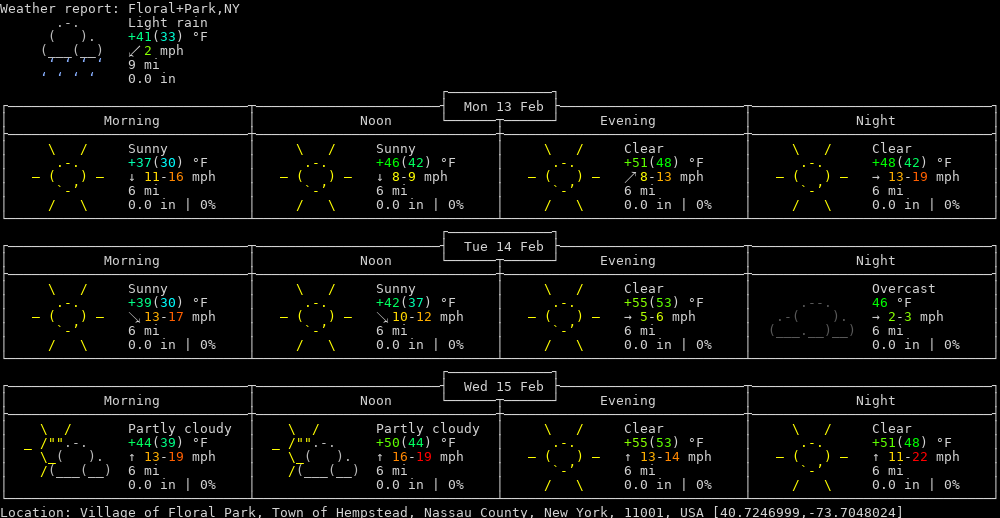 Weather report: Floral+Park,NY
Light rain
+41(33) °F
↙ 2 mph
9 mi
0.0 in
Mon 13 Feb
Morning Noon Evening Night
Sunny Sunny Clear Clear
+37(30) °F +46(42) °F +51(48) °F +48(42) °F
↓ 11-16 mph ↓ 8-9 mph ↗ 8-13 mph → 13-19 mph
6 mi 6 mi 6 mi 6 mi
0.0 in | 0% 0.0 in | 0% 0.0 in | 0% 0.0 in | 0%
Tue 14 Feb
Morning Noon Evening Night
Sunny Sunny Clear Overcast
+39(30) °F +42(37) °F +55(53) °F 46 °F
↘ 13-17 mph ↘ 10-12 mph → 5-6 mph → 2-3 mph
6 mi 6 mi 6 mi 6 mi
0.0 in | 0% 0.0 in | 0% 0.0 in | 0% 0.0 in | 0%
Wed 15 Feb
Morning Noon Evening Night
Partly cloudy Partly cloudy Clear Clear
+44(39) °F +50(44) °F +55(53) °F +51(48) °F
↑ 13-19 mph ↑ 16-19 mph ↑ 13-14 mph ↑ 11-22 mph
6 mi 6 mi 6 mi 6 mi
0.0 in | 0% 0.0 in | 0% 0.0 in | 0% 0.0 in | 0%
Location: Village of Floral Park, Town of Hempstead, Nassau County, New York, 11001, USA [40.7246999,-73.7048024]